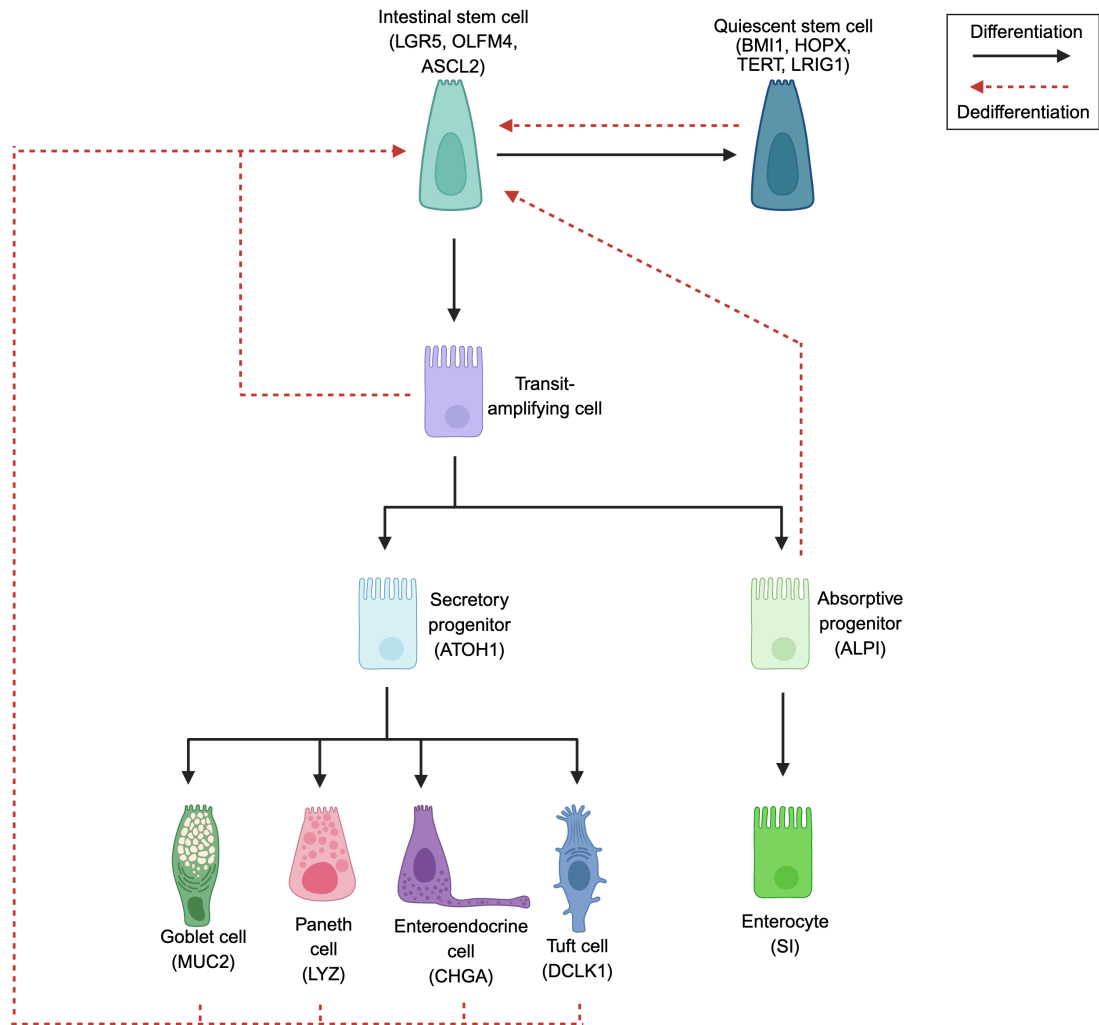 Intestinal stem cell
(LGR5, OLFM4,
ASCL2)
Quiescent stem cell
(BMI1, HOPX,
TERT, LRIG1)
Differentiation
Dedifferentiation
Transit-
amplifying cell
Secretory
progenitor
(ATOH1)
Absorptive
progenitor
(ALPI)
Goblet cell
(MUC2)
Paneth
cell
(LYZ)
Enteroendocrine
cell
(CHGA)
Tuft cell
(DCLK1)
Enterocyte
(SI)